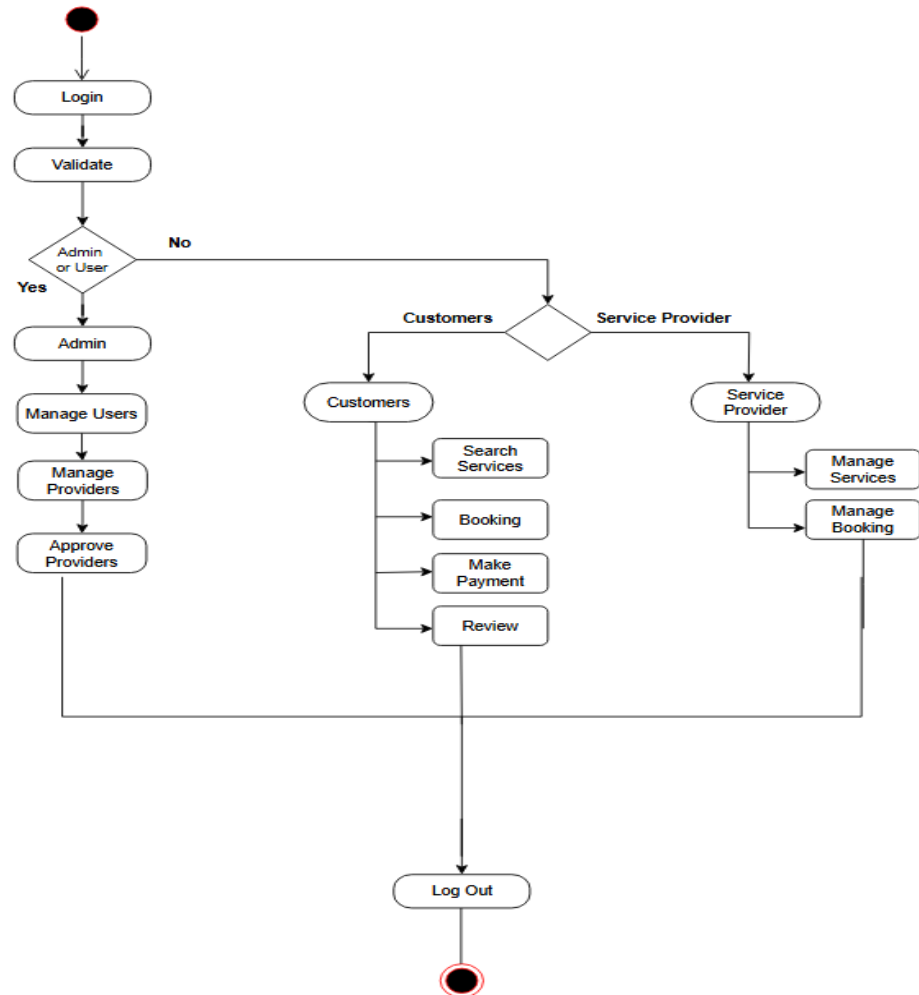 Login
Validate
Admin
or User
No
Yes
Customers
Service Provider
Admin
Customers
Service
Provider
Manage Users
Search
Services
Manage
Services
Manage
Providers
Booking
Manage
Booking
Approve
Providers
Make
Payment
Review
Log Out